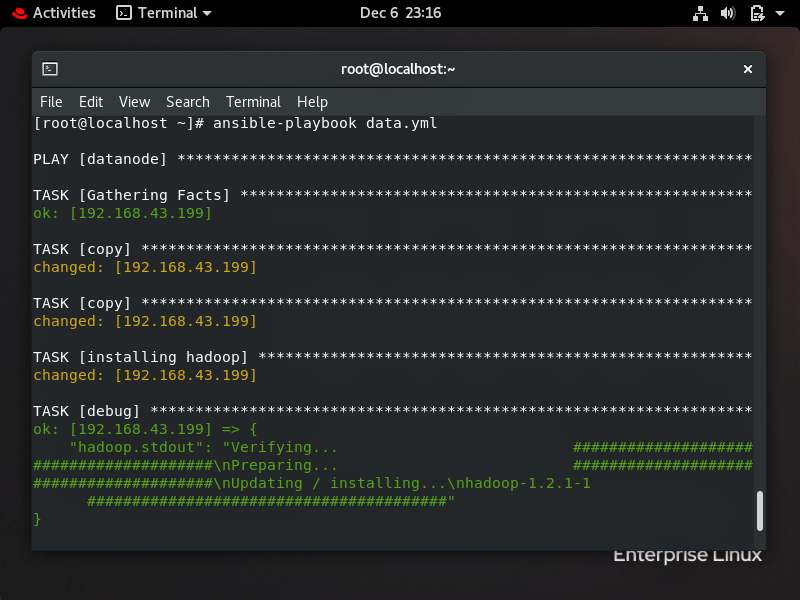 Activities Terminal Dec 6 23:16
root@localhost:~
File Edit View Search Terminal Help
[root@localhost ~]# ansible-playbook data.yml
PLAY [datanode] ****************************************************************
TASK [Gathering Facts] *********************************************************
ok: [192.168.43.199]
TASK [copy] ********************************************************************
changed: [192.168.43.199]
TASK [copy] ********************************************************************
changed: [192.168.43.199]
TASK [installing hadoop] *******************************************************
changed: [192.168.43.199]
TASK [debug] *******************************************************************
ok: [192.168.43.199] => {
    "hadoop.stdout": "Verifying...                          ####################
####################\nPreparing...                          ####################
####################\nUpdating / installing...\nhadoop-1.2.1-1
      ########################################"
}
Enterprise Linux